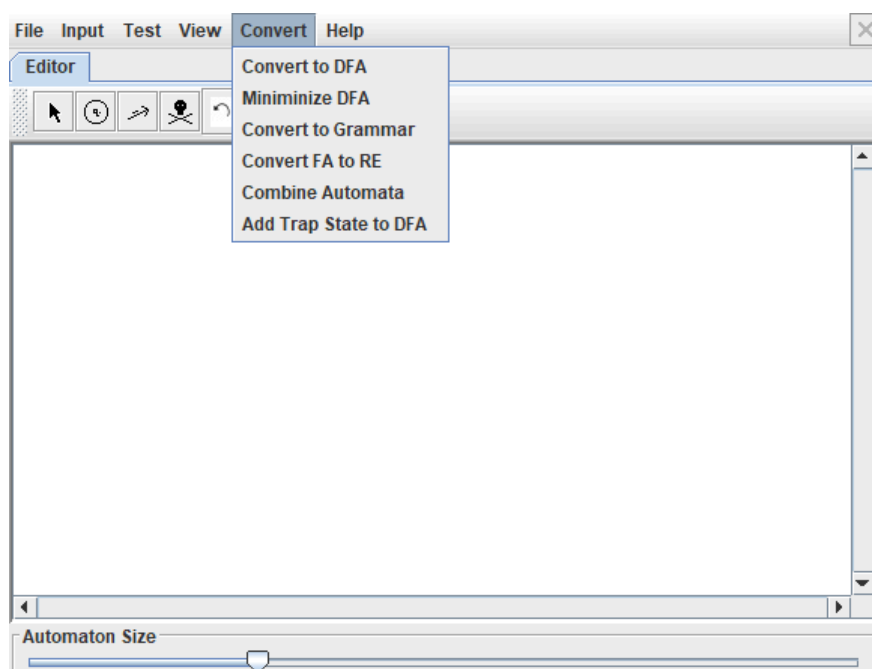 File Input Test View Convert Help
Editor
Convert to DFA
Miniminize DFA
Convert to Grammar
Convert FA to RE
Combine Automata
Add Trap State to DFA
Automaton Size